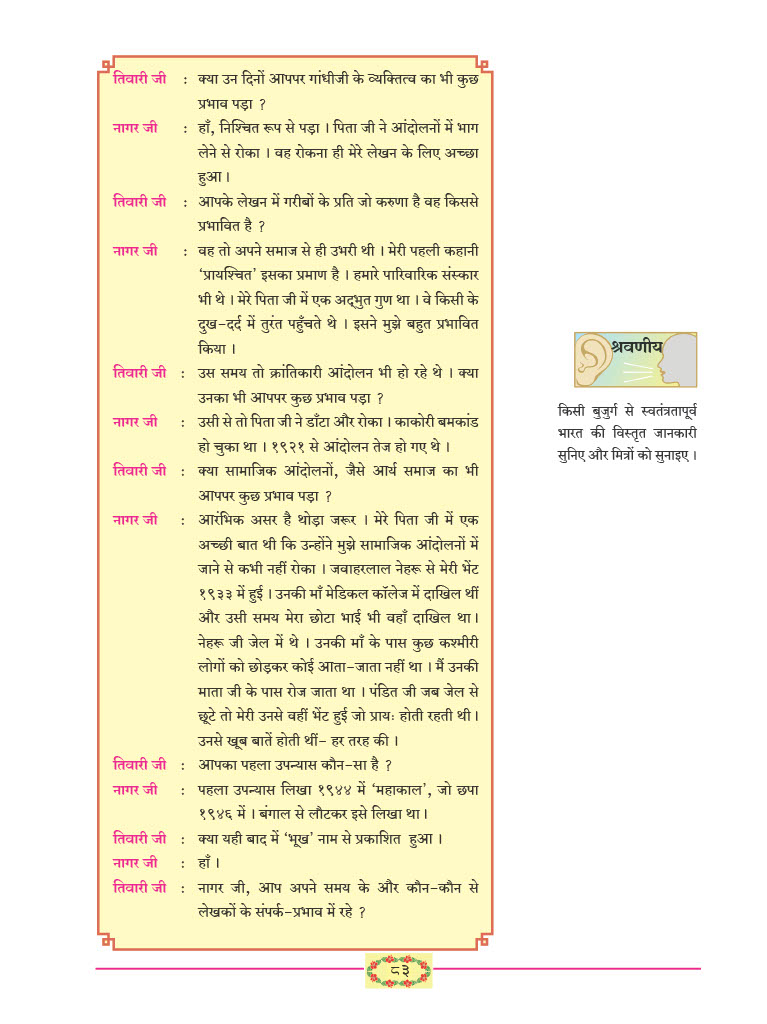 तिवारी जी : क्या उन दिनों आपपर गांधीजी के व्यक्तित्व का भी कुछ
प्रभाव पड़ा ?
नागर जी : हाँ, निश्चित रूप से पड़ा । पिता जी ने आंदोलनों में भाग
लेने से रोका । वह रोकना ही मेरे लेखन के लिए अच्छा
हुआ ।
तिवारी जी : आपके लेखन में गरीबों के प्रति जो करुणा है वह किससे
प्रभावित है ?
नागर जी : वह तो अपने समाज से ही उभरी थी । मेरी पहली कहानी
‘प्रायश्चित’ इसका प्रमाण है । हमारे पारिवारिक संस्कार
भी थे । मेरे पिता जी में एक अद्भुत गुण था । वे किसी के
दुख-दर्द में तुरंत पहुँचते थे । इसने मुझे बहुत प्रभावित
किया ।
तिवारी जी : उस समय तो क्रांतिकारी आंदोलन भी हो रहे थे । क्या
उनका भी आपपर कुछ प्रभाव पड़ा ?
नागर जी : उसी से तो पिता जी ने डाँटा और रोका । काकोरी बमकांड
हो चुका था । १९२१ से आंदोलन तेज हो गए थे ।
तिवारी जी : क्या सामाजिक आंदोलनों, जैसे आर्य समाज का भी
आपपर कुछ प्रभाव पड़ा ?
नागर जी : आरंभिक असर है थोड़ा जरूर । मेरे पिता जी में एक
अच्छी बात थी कि उन्होंने मुझे सामाजिक आंदोलनों में
जाने से कभी नहीं रोका । जवाहरलाल नेहरू से मेरी भेंट
१९३३ में हुई । उनकी माँ मेडिकल कॉलेज में दाखिल थीं
और उसी समय मेरा छोटा भाई भी वहाँ दाखिल था ।
नेहरू जी जेल में थे । उनकी माँ के पास कुछ कश्मीरी
लोगों को छोड़कर कोई आता-जाता नहीं था । मैं उनकी
माता जी के पास रोज जाता था । पंडित जी जब जेल से
छूटे तो मेरी उनसे वहीं भेंट हुई जो प्रायः होती रहती थी ।
उनसे खूब बातें होती थीं- हर तरह की ।
तिवारी जी : आपका पहला उपन्यास कौन-सा है ?
नागर जी : पहला उपन्यास लिखा १९४४ में ‘महाकाल’, जो छपा
१९४६ में । बंगाल से लौटकर इसे लिखा था ।
तिवारी जी : क्या यही बाद में ‘भूख’ नाम से प्रकाशित हुआ ।
नागर जी : हाँ ।
तिवारी जी : नागर जी, आप अपने समय के और कौन-कौन से
लेखकों के संपर्क-प्रभाव में रहे ?
श्रवणीय
किसी बुजुर्ग से स्वतंत्रतापूर्व
भारत की विस्तृत जानकारी
सुनिए और मित्रों को सुनाइए ।
८३